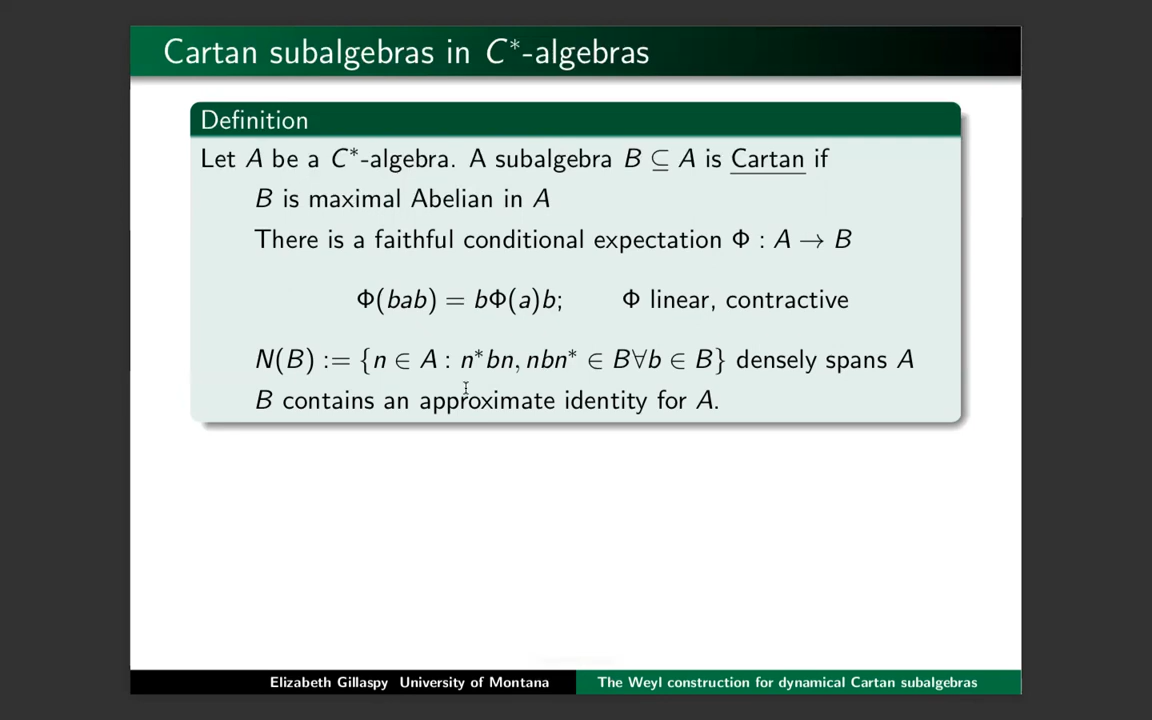 Cartan subalgebras in C*-algebras
Definition
Let A be a C*-algebra. A subalgebra B ⊆ A is Cartan if
B is maximal Abelian in A
There is a faithful conditional expectation Φ : A → B
Φ(bab) = bΦ(a)b; Φ linear, contractive
N(B) := {n ∈ A : n*bn, nbn* ∈ B∀b ∈ B} densely spans A
B contains an approximate identity for A.
Elizabeth Gillaspy University of Montana
The Weyl construction for dynamical Cartan subalgebras